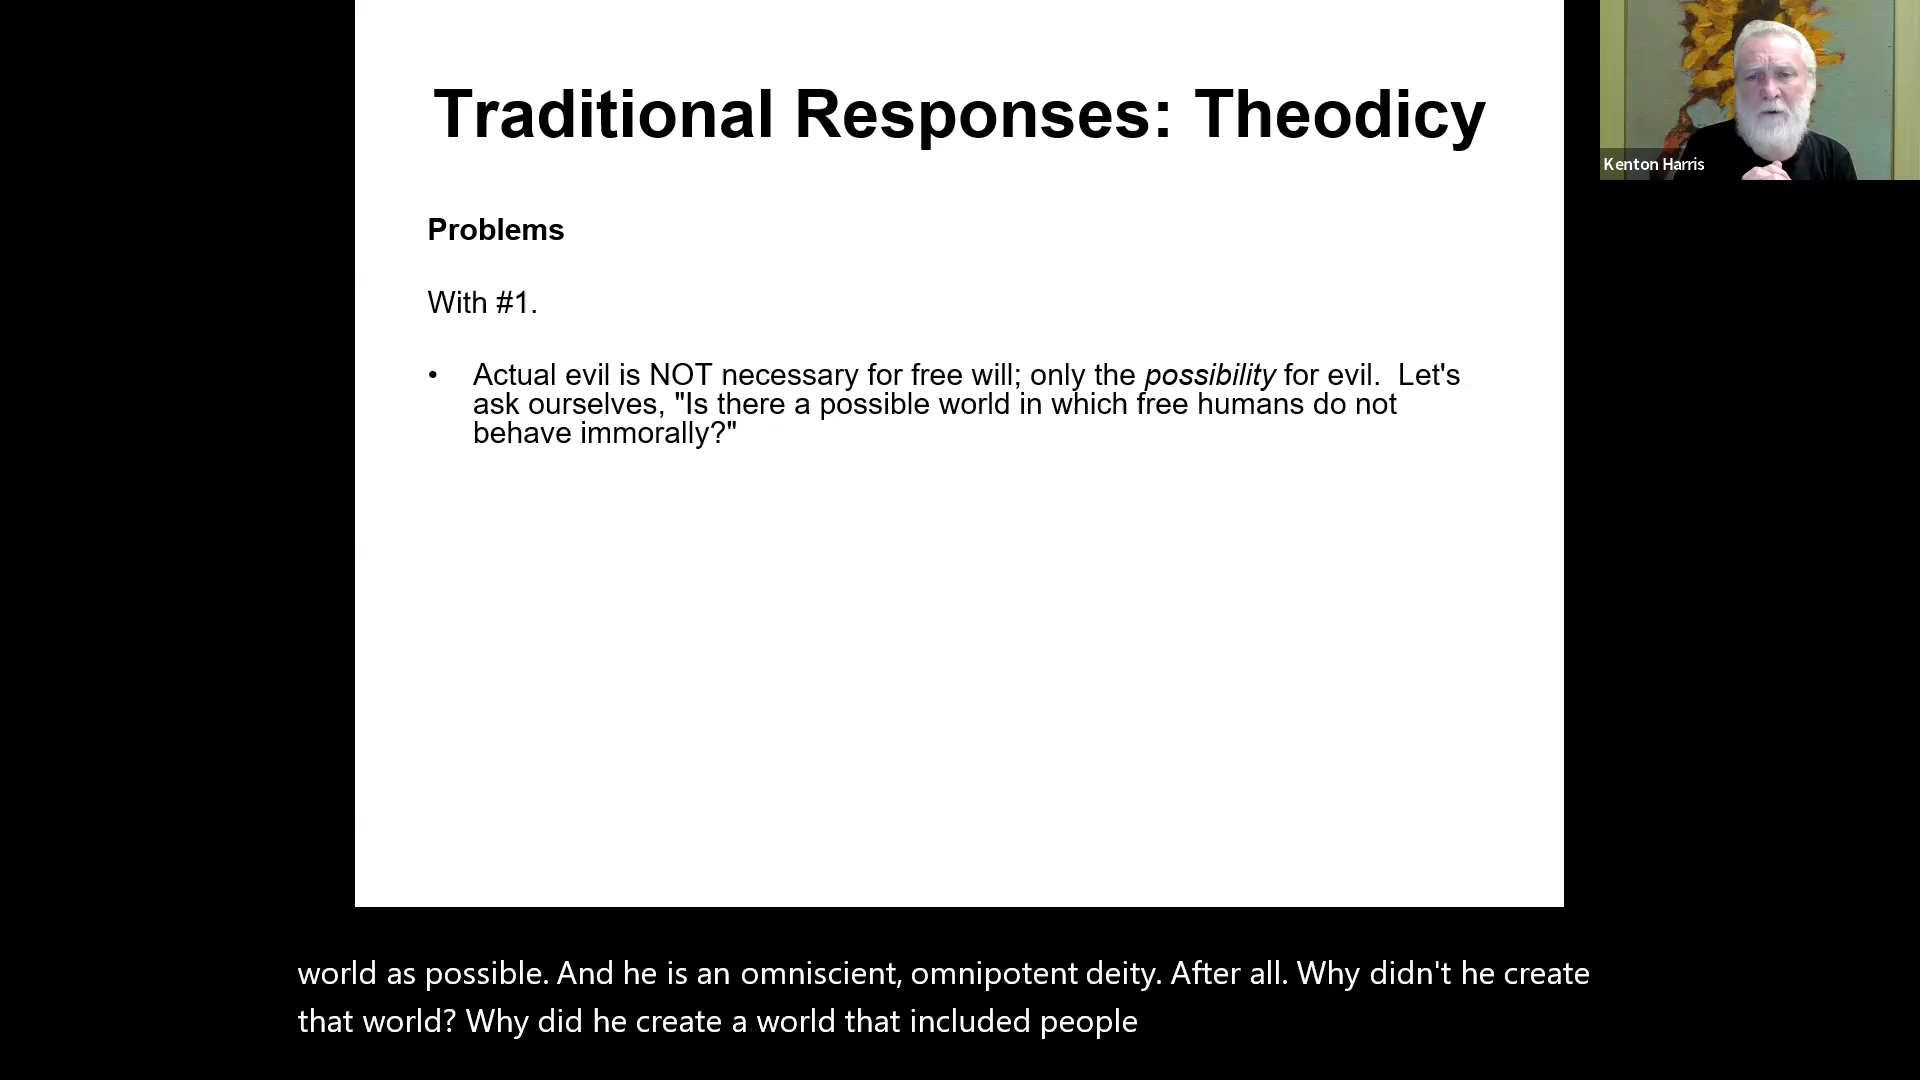 Traditional Responses: Theodicy
Kenton Harris
Problems
With #1.
• Actual evil is NOT necessary for free will; only the possibility for evil.  Let's
ask ourselves, "Is there a possible world in which free humans do not
behave immorally?"
world as possible. And he is an omniscient, omnipotent deity. After all. Why didn't he create
that world? Why did he create a world that included people